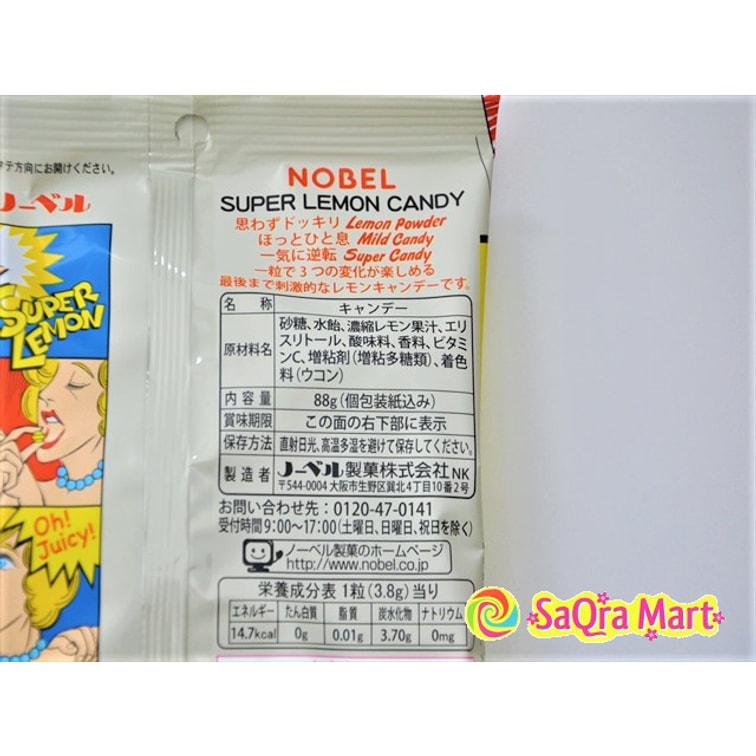 テ方向にお開けください。
ノーベル
SUPER
LEMON
Oh!
Juicy!
NOBEL
SUPER LEMON CANDY
思わずドッキリ Lemon Powder
ほっとひと息 Mild Candy
一気に逆転 Super Candy
一粒で3つの変化が楽しめる
最後まで刺激的なレモンキャンデーです。
名 称 キャンデー
原材料名 砂糖、水飴、濃縮レモン果汁、エリ
スリトール、酸味料、香料、ビタミ
ンC、増粘剤(増粘多糖類)、着色
料(ウコン)
内容量 88g(個包装紙込み)
賞味期限 この面の右下部に表示
保存方法 直射日光、高温多湿を避けて保存してください。
製造者 ノーベル製菓株式会社 NK
〒544-0004 大阪市生野区巽北4丁目10番2号
お問い合わせ先:0120-47-0141
受付時間9:00~17:00(土曜日、日曜日、祝日を除く)
ノーベル製菓のホームページ
http://www.nobel.co.jp
栄養成分表 1粒(3.8g)当り
エネルギー たん白質 脂質 炭水化物 ナトリウム
14.7kcal 0g 0.01g 3.70g 0mg
SaQra Mart